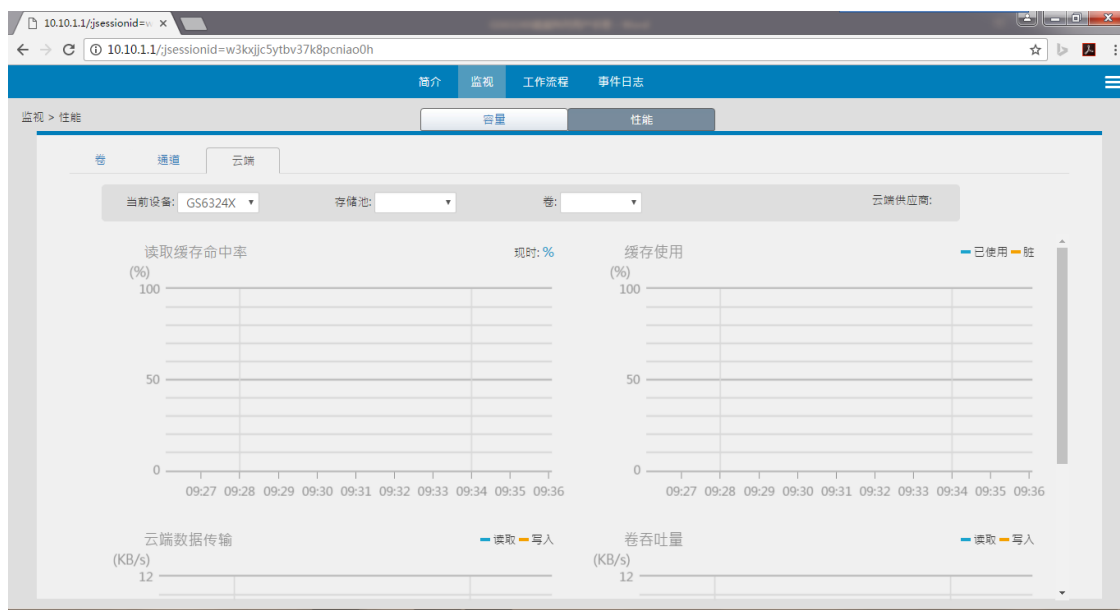 10.10.1.1/;jsessionid=w
10.10.1.1/;jsessionid=w3kxjjc5ytbv37k8pcniao0h
简介 监视 工作流程 事件日志
监视 > 性能
容量 性能
卷 通道 云端
当前设备: GS6324X 存储池: 卷: 云端供应商:
读取缓存命中率 现时: %
(%)
100
50
0
09:27 09:28 09:29 09:30 09:31 09:32 09:33 09:34 09:35 09:36
缓存使用 已使用 脏
(%)
100
50
0
09:27 09:28 09:29 09:30 09:31 09:32 09:33 09:34 09:35 09:36
云端数据传输 读取 写入
(KB/s)
12
卷吞吐量 读取 写入
(KB/s)
12